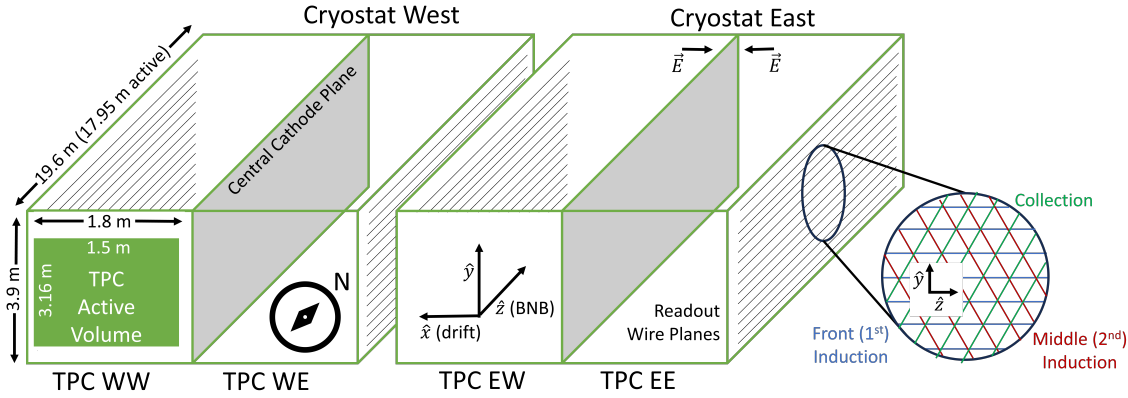 Cryostat West
Cryostat East
19.6 m (17.95 m active)
Central Cathode Plane
$\vec{E}$
$\vec{E}$
1.8 m
3.9 m
1.5 m
3.16 m
TPC
Active
Volume
N
ŷ
ẑ (BNB)
x̂ (drift)
Readout
Wire Planes
Collection
ŷ
ẑ
Front (1st)
Induction
Middle (2nd)
Induction
TPC WW
TPC WE
TPC EW
TPC EE